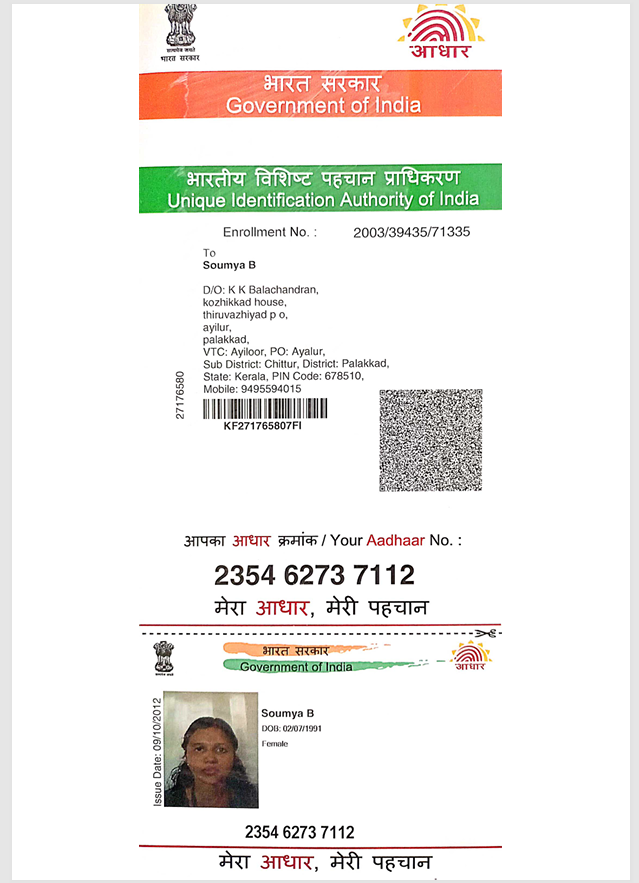 सत्यमेव जयते
भारत सरकार
आधार
भारत सरकार
Government of India
भारतीय विशिष्ट पहचान प्राधिकरण
Unique Identification Authority of India
Enrollment No. : 2003/39435/71335
To
Soumya B
D/O: K K Balachandran,
kozhikkad house,
thiruvazhiyad p o,
ayilur,
palakkad,
VTC: Ayiloor, PO: Ayalur,
Sub District: Chittur, District: Palakkad,
State: Kerala, PIN Code: 678510,
Mobile: 9495594015
27176580
KF271765807FI
आपका आधार क्रमांक / Your Aadhaar No. :
2354 6273 7112
मेरा आधार, मेरी पहचान
भारत सरकार
Government of India
आधार
Issue Date: 09/10/2012
Soumya B
DOB: 02/07/1991
Female
2354 6273 7112
मेरा आधार, मेरी पहचान